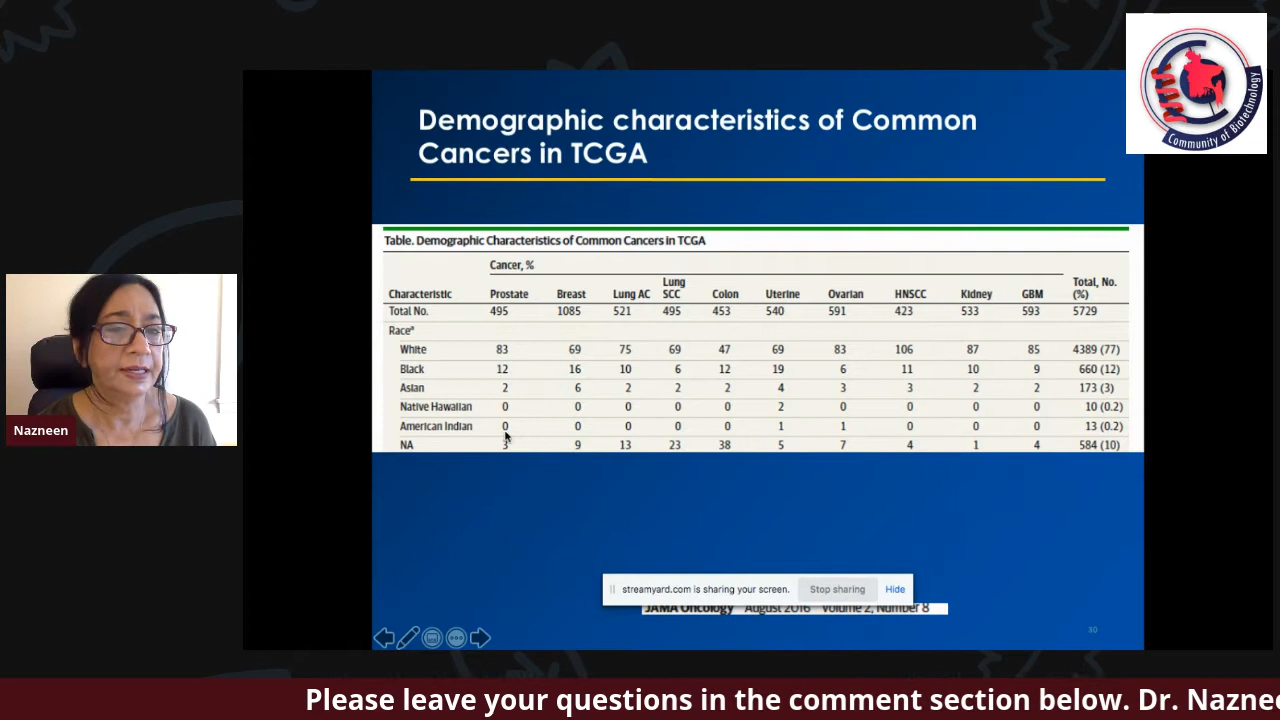 Community of Biotechnology
Demographic characteristics of Common
Cancers in TCGA
Table. Demographic Characteristics of Common Cancers in TCGA
Cancer, %
Characteristic Prostate Breast Lung AC Lung SCC Colon Uterine Ovarian HNSCC Kidney GBM Total, No. (%)
Total No. 495 1085 521 495 453 540 591 423 533 593 5729
Raceª
White 83 69 75 69 47 69 83 106 87 85 4389 (77)
Black 12 16 10 6 12 19 6 11 10 9 660 (12)
Asian 2 6 2 2 2 4 3 3 2 2 173 (3)
Native Hawaiian 0 0 0 0 0 2 0 0 0 0 10 (0.2)
American Indian 0 0 0 0 0 1 1 0 0 0 13 (0.2)
NA 3 9 13 23 38 5 7 4 1 4 584 (10)
Nazneen
streamyard.com is sharing your screen. Stop sharing Hide
JAMA Oncology August 2016 Volume 2, Number 8
30
Please leave your questions in the comment section below. Dr. Naznee